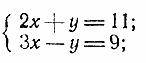 { 2x + y = 11;
3x − y = 9;